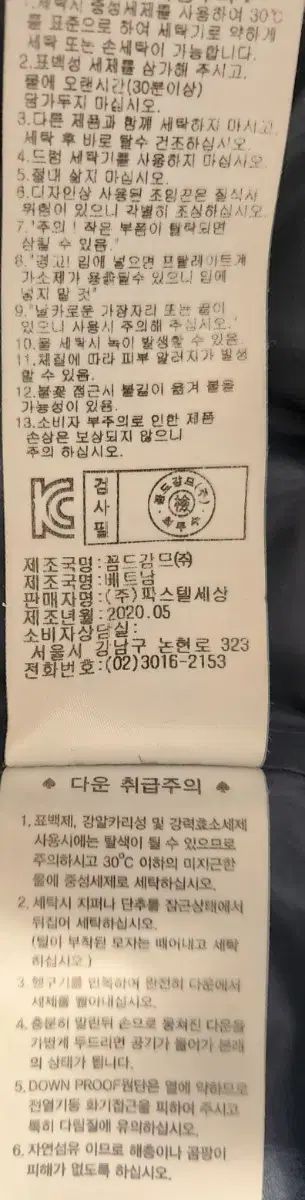 1.세탁시 중성세제를 사용하여 30℃
를 표준으로 하여 세탁기로 약하게
세탁 또는 손세탁이 가능합니다.
2.표백성 세제를 삼가해 주시고,
물에 오랜시간(30분이상)
담가두지 마십시오.
3.다른 제품과 함께 세탁하지 마시고,
세탁 후 바로 탈수 건조하십시오.
4.드럼 세탁기를 사용하지 마십시오.
5.절대 삶지 마십시오.
6.디자인상 사용된 조임끈은 질식사
위험이 있으니 각별히 조심하십시오.
7."주의! 작은 부품이 탈락되면
삼킬 수 있음."
8."경고! 입에 넣으면 프탈레이트계
가소제가 용출될수 있으니 입에
넣지 말 것"
9."날카로운 가장자리 또는 끝이
있으니 사용시 주의해 주십시오."
10.물 세탁시 녹이 발생할 수 있음.
11.체질에 따라 피부 알러지가 발생
할 수 있음.
12.불꽃 접근시 불길이 옮겨 붙을
가능성이 있음.
13.소비자 부주의로 인한 제품
손상은 보상되지 않으니
주의 하십시오.
KC 검사필 꼼드감므(주) 檢
제조국명:꼼드감므㈜
제조국명:베트남
판매자명:(주)파스텔세상
제조년월:2020.05
소비자상담실:
서울시 강남구 논현로 323
전화번호:(02)3016-2153
♠ 다운 취급주의 ♠
1. 표백제, 강알카리성 및 강력효소세제
사용시에는 탈색이 될 수 있으므로
주의하시고 30℃ 이하의 미지근한
물에 중성세제로 세탁하십시오.
2. 세탁시 지퍼나 단추를 잠근상태에서
뒤집어 세탁하십시오.
(털이 부착된 모자는 떼어내고 세탁
하십시오.)
3. 헹구기를 반복하여 완전히 다운에서
세제를 빨아내십시오.
4. 충분히 말린뒤 손으로 뭉쳐진 다운을
가볍게 두드리면 공기가 들어가 본래
의 상태가 됩니다.
5. DOWN PROOF원단은 열에 약하므로
전열기등 화기접근을 피하여 주시고
특히 다림질에 유의하십시오.
6. 자연섬유 이므로 해충이나 곰팡이
피해가 없도록 하십시오.